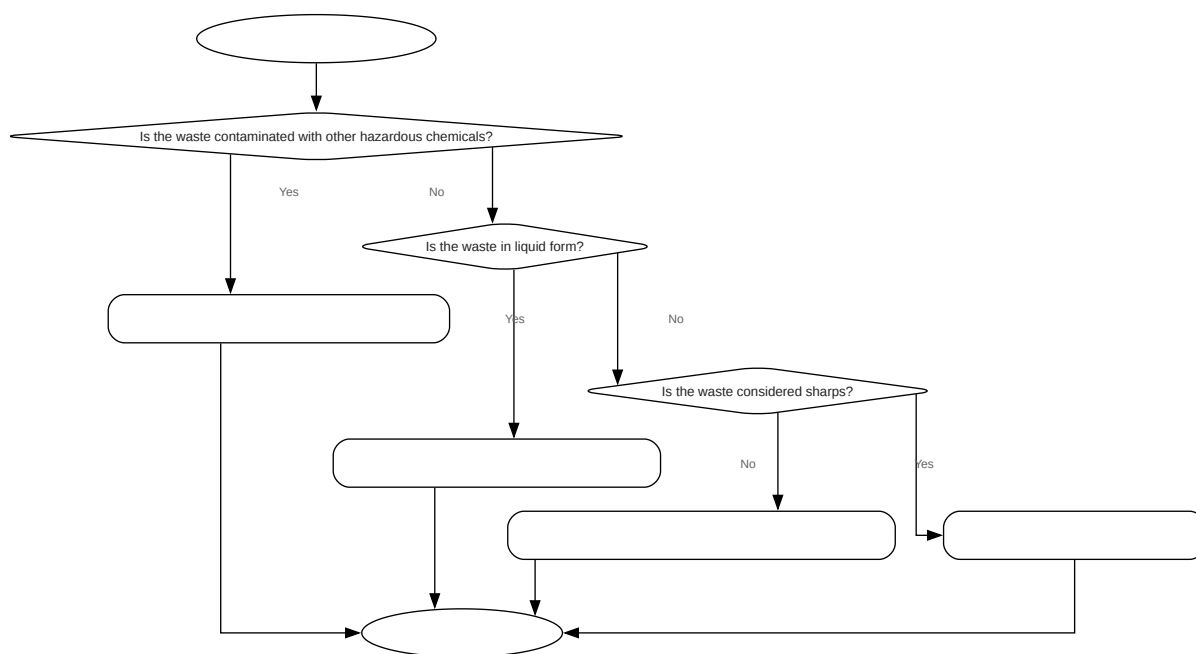 Is the waste contaminated with other hazardous chemicals?
Yes
No
Is the waste in liquid form?
Yes
No
Is the waste considered sharps?
No
Yes